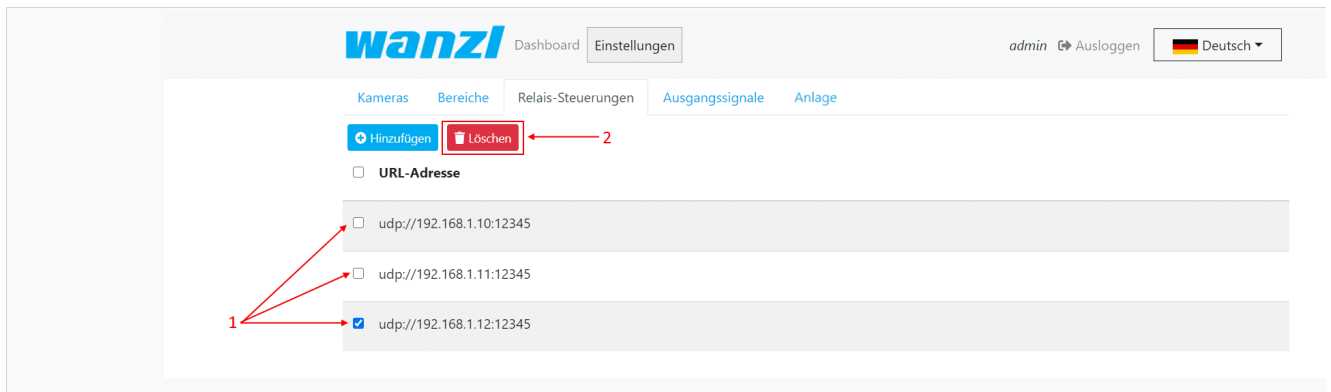 wanzl Dashboard Einstellungen admin Ausloggen Deutsch
Kameras Bereiche Relais-Steuerungen Ausgangssignale Anlage
Hinzufügen Löschen 2
URL-Adresse
udp://192.168.1.10:12345
udp://192.168.1.11:12345
1 udp://192.168.1.12:12345